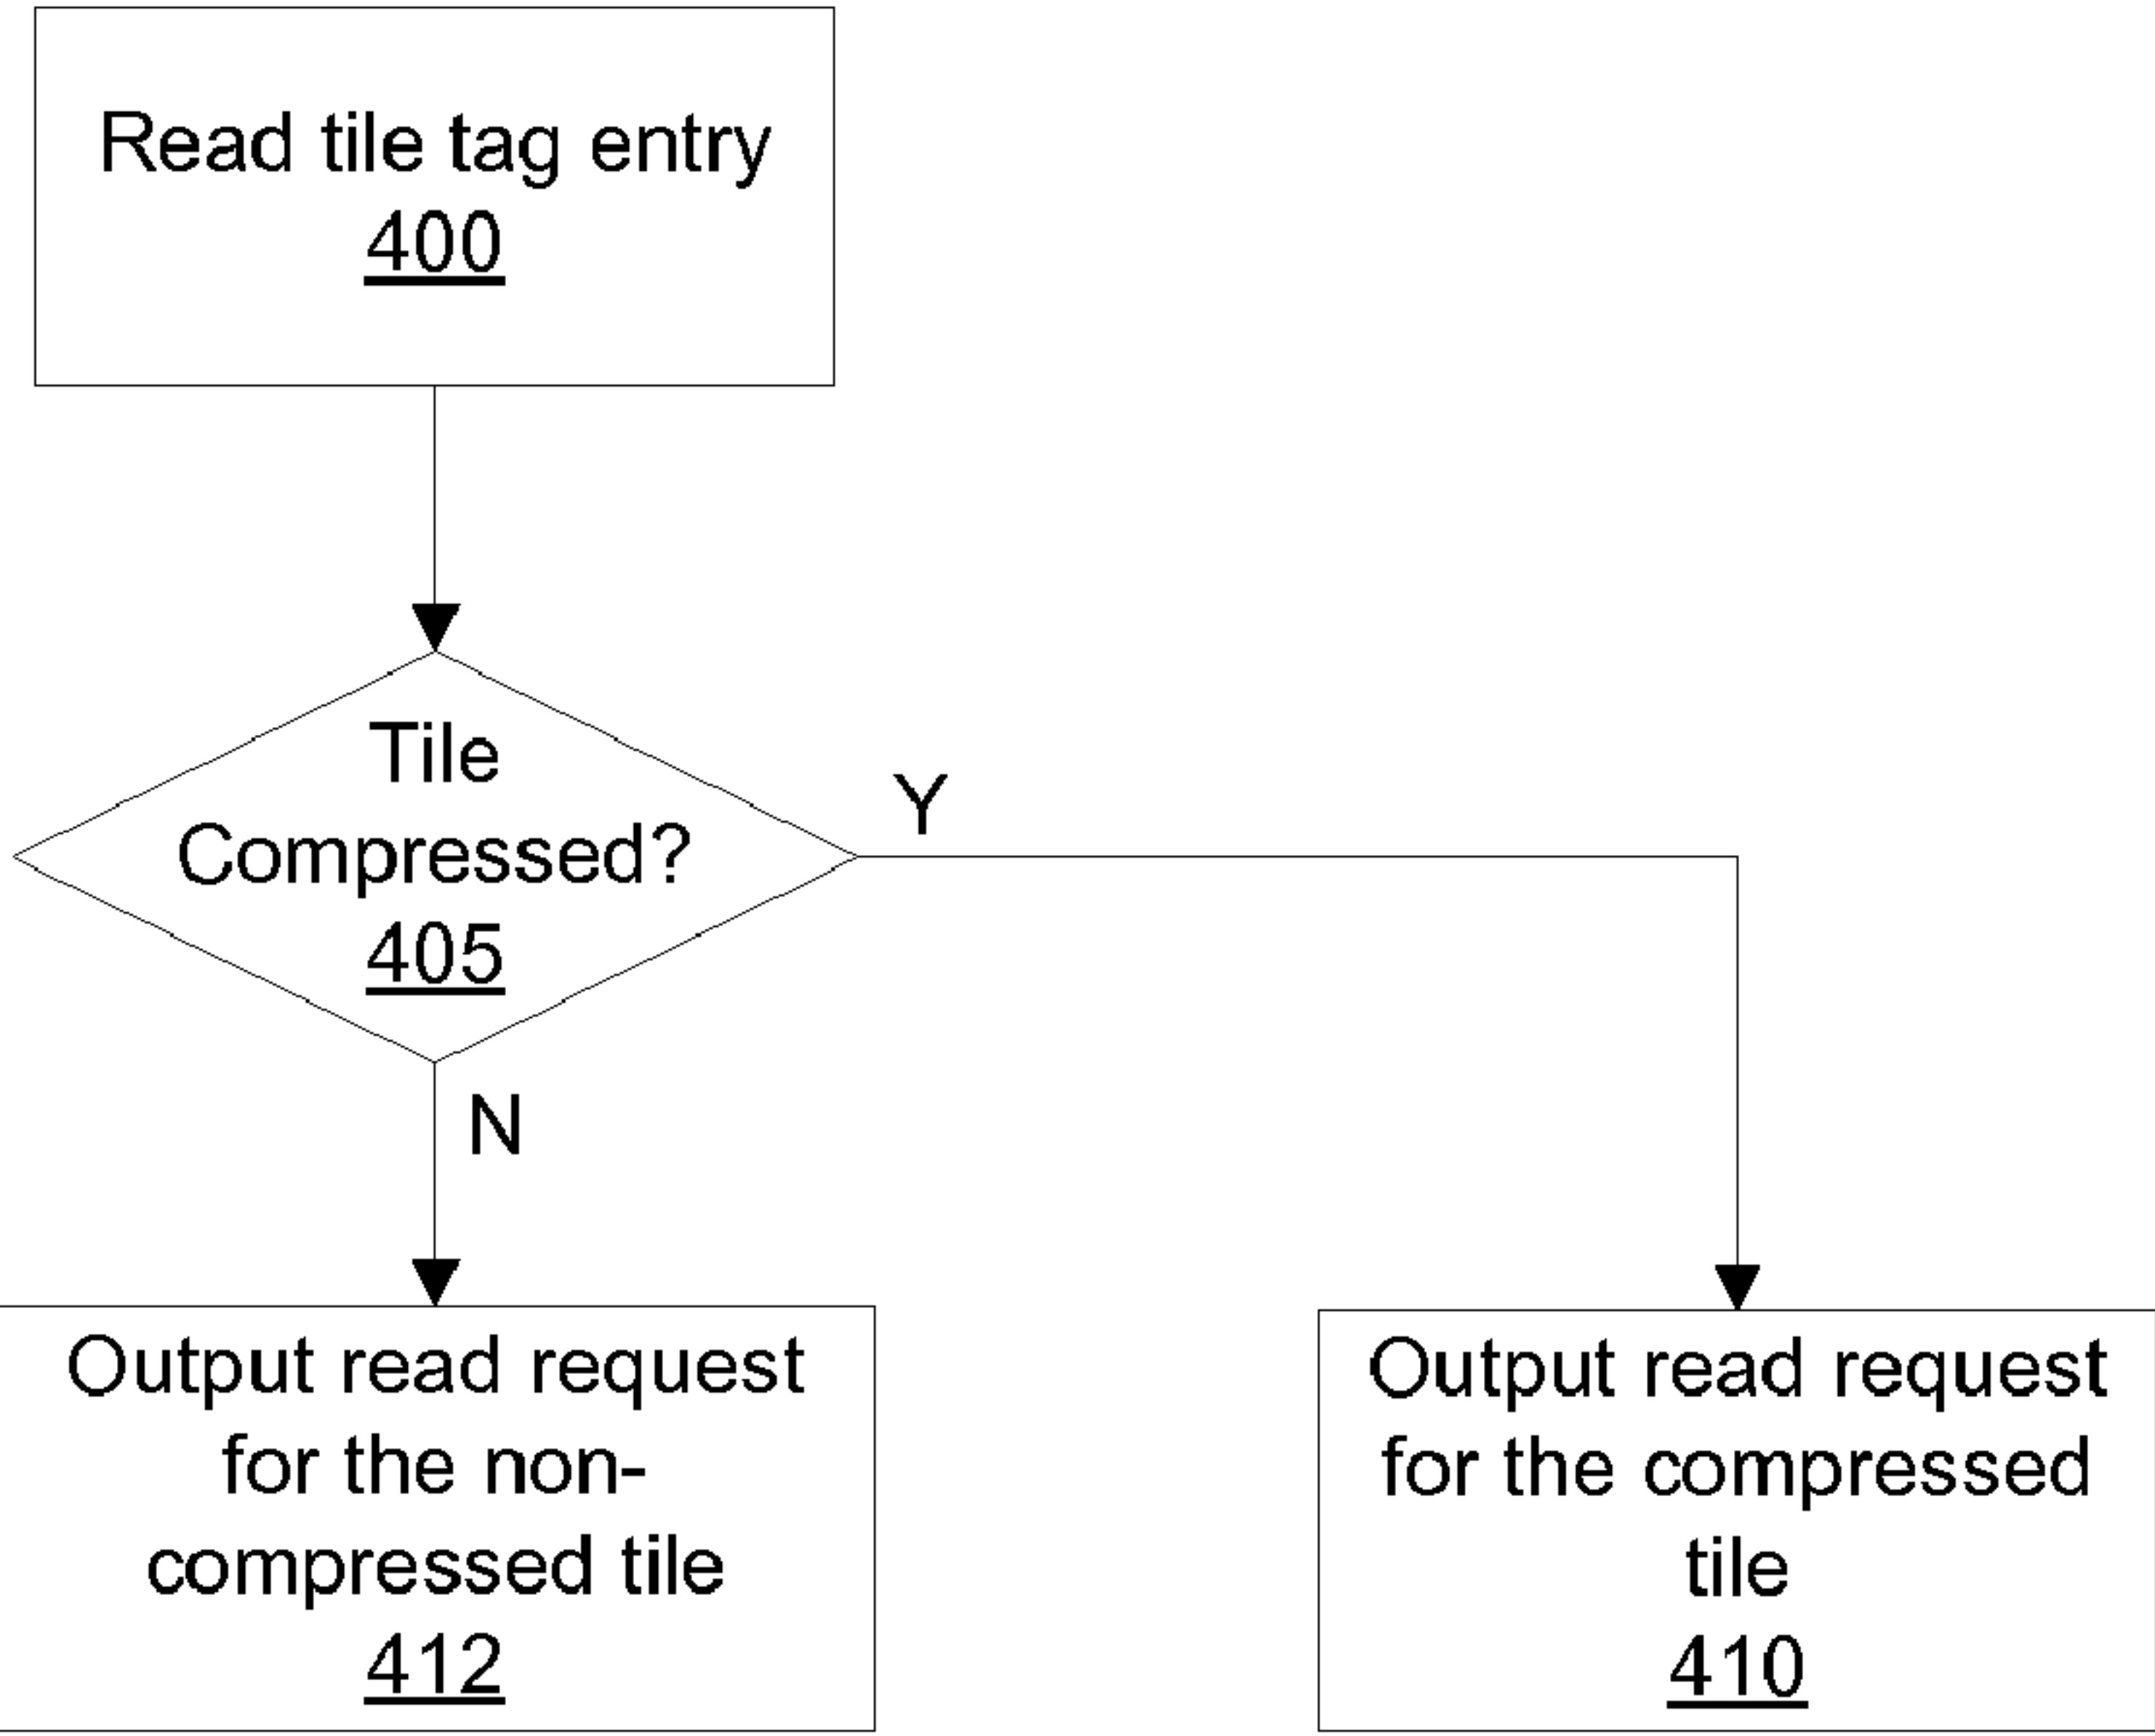 Read tile tag entry
400
Tile
Compressed?
405
Y
N
Output read request
for the non-
compressed tile
412
Output read request
for the compressed
tile
410